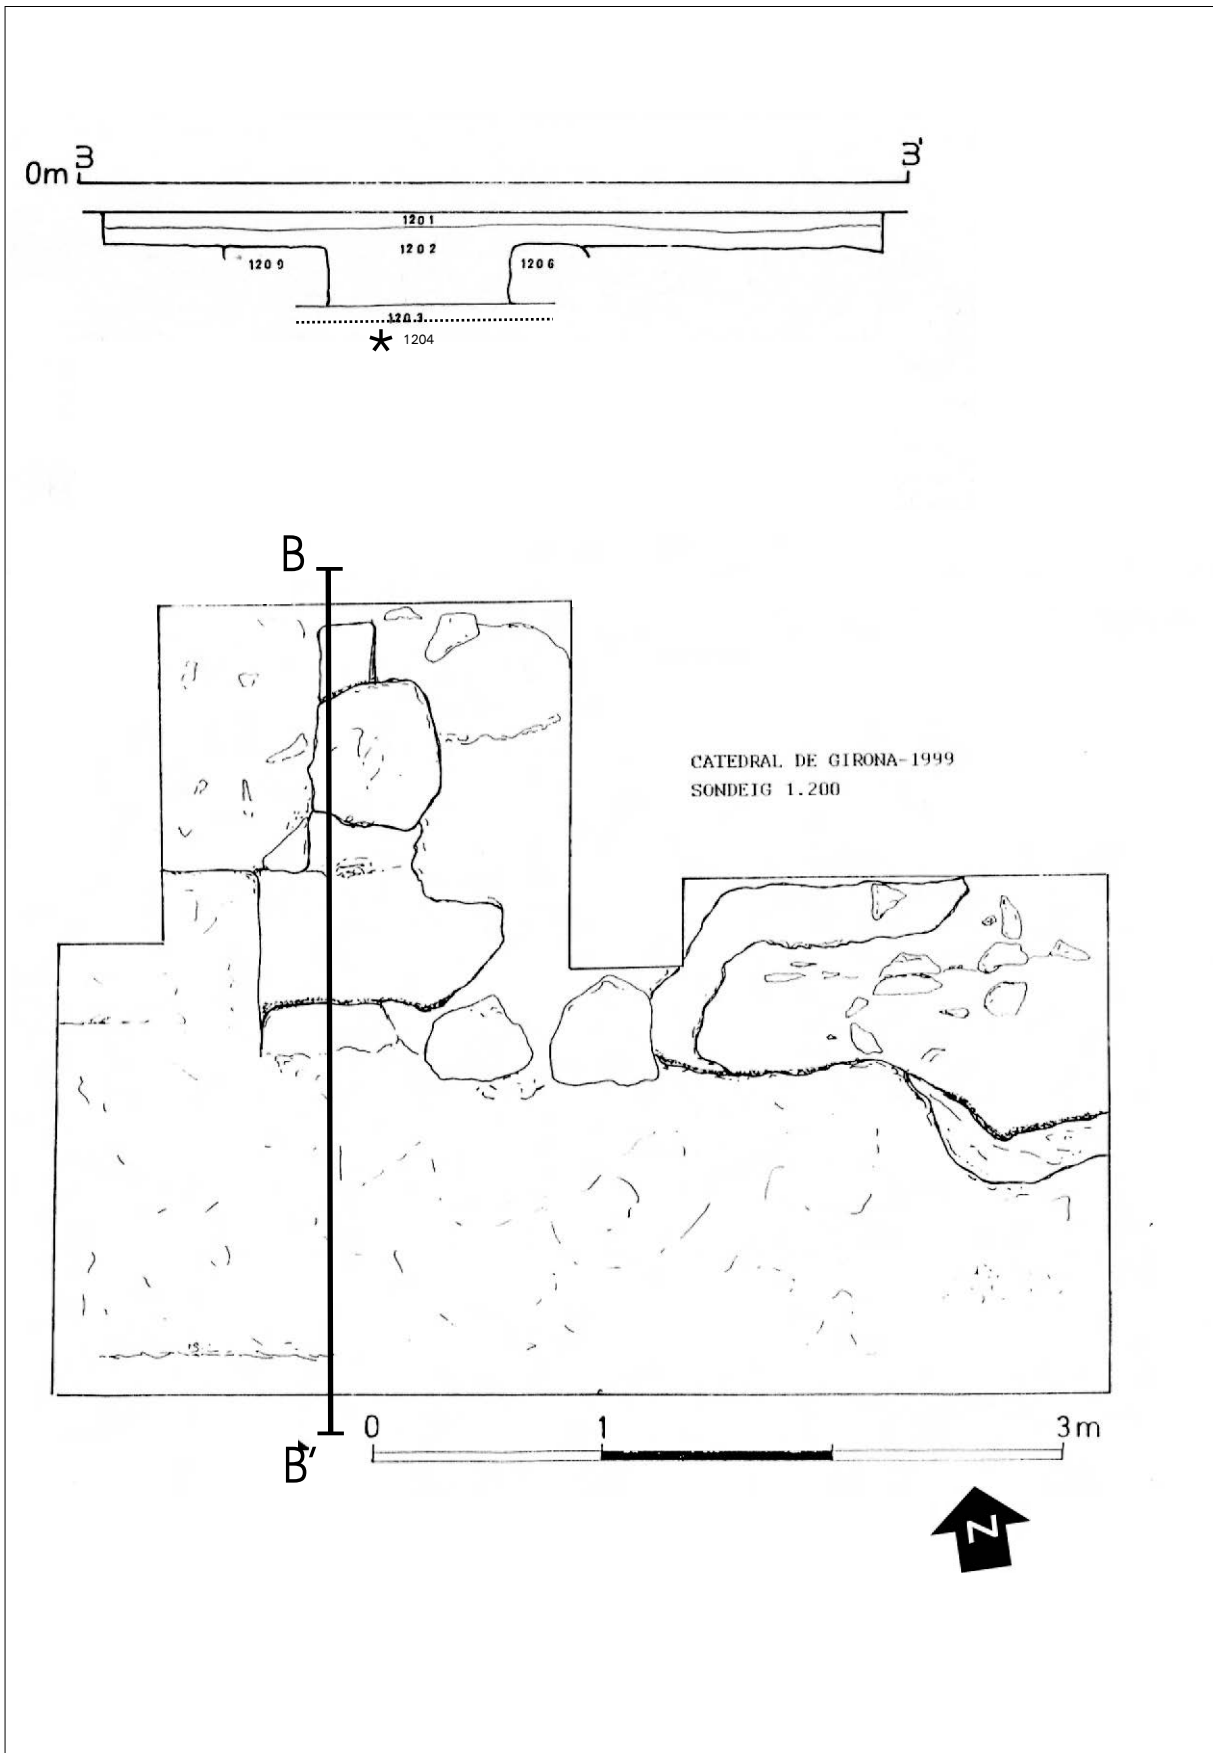 0m B B'
1201
1202
1209 1206
1203
* 1204
B
CATEDRAL DE GIRONA-1999
SONDEIG 1.200
B'
0 1 3m
N